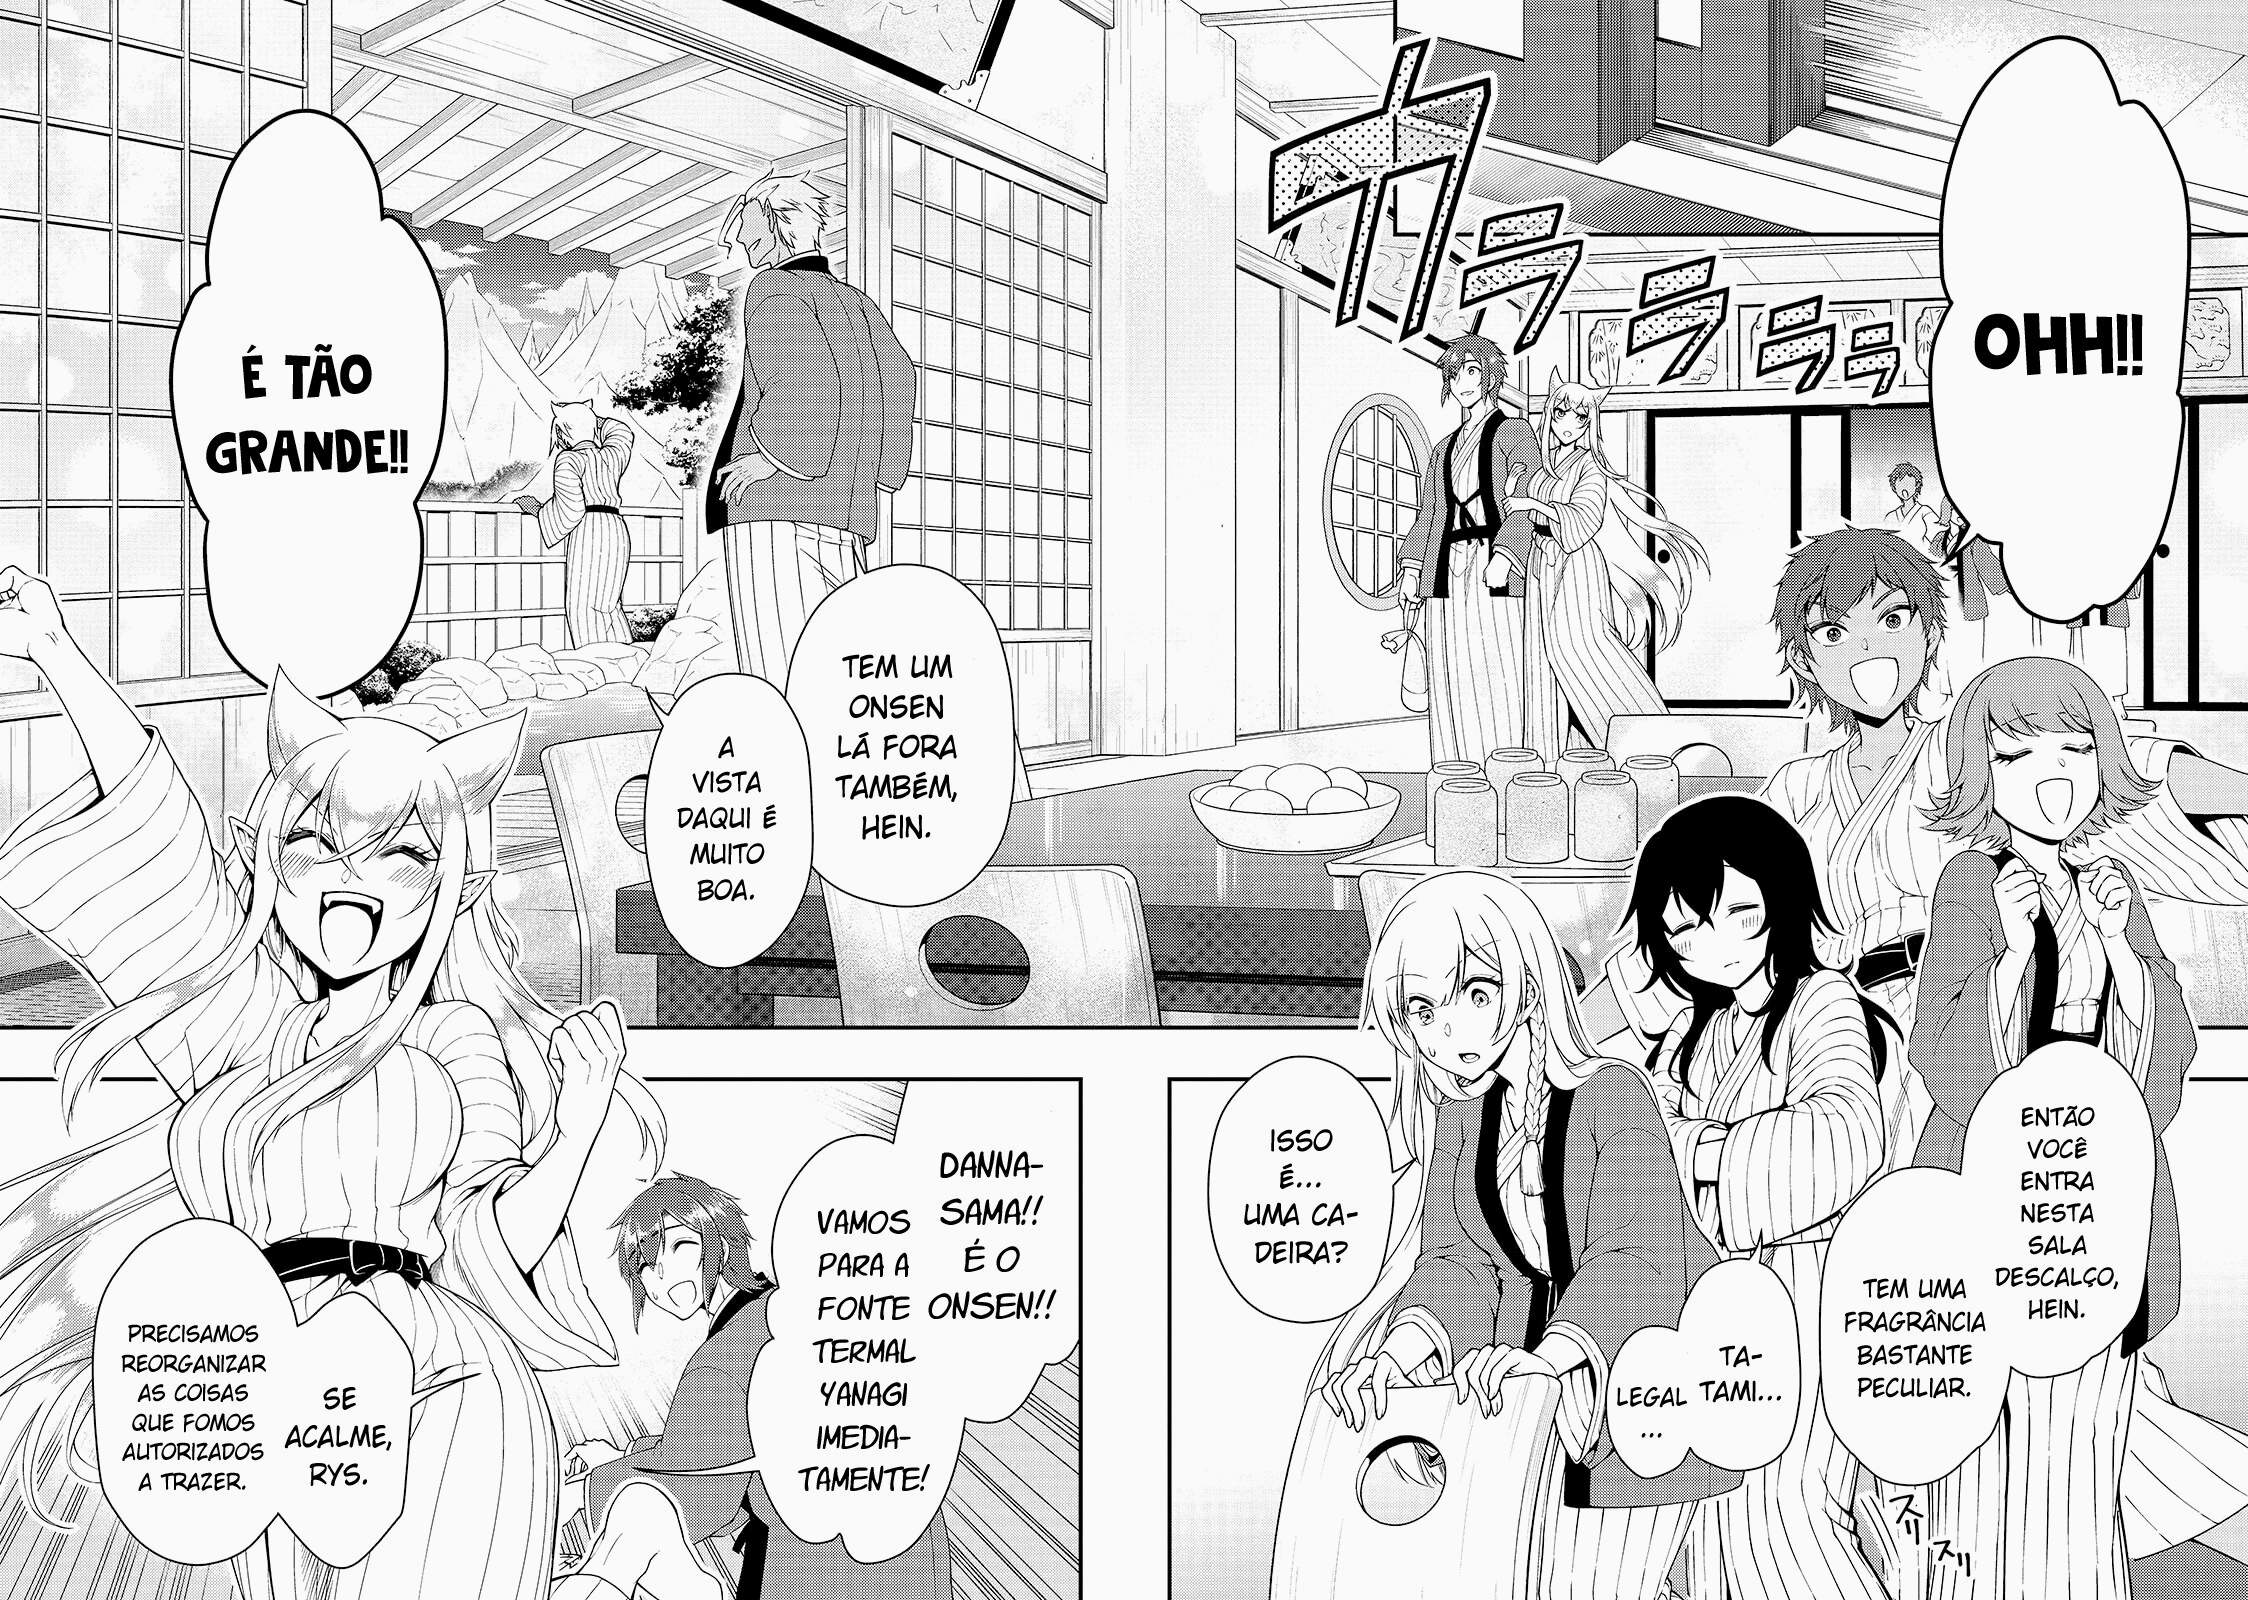 OHH!!
ガララララ
É TÃO
GRANDE!!
TEM UM
ONSEN
LÁ FORA
TAMBÉM,
HEIN.
A
VISTA
DAQUI É
MUITO
BOA.
ENTÃO
VOCÊ
ENTRA
NESTA
SALA
DESCALÇO,
HEIN.
TEM UMA
FRAGRÂNCIA
BASTANTE
PECULIAR.
TA-
TAMI...
LEGAL
...
スリ
スリ
ISSO
É...
UMA CA-
DEIRA?
DANNA-
SAMA!!
É O
ONSEN!!
VAMOS
PARA A
FONTE
TERMAL
YANAGI
IMEDIA-
TAMENTE!
SE
ACALME,
RYS.
PRECISAMOS
REORGANIZAR
AS COISAS
QUE FOMOS
AUTORIZADOS
A TRAZER.